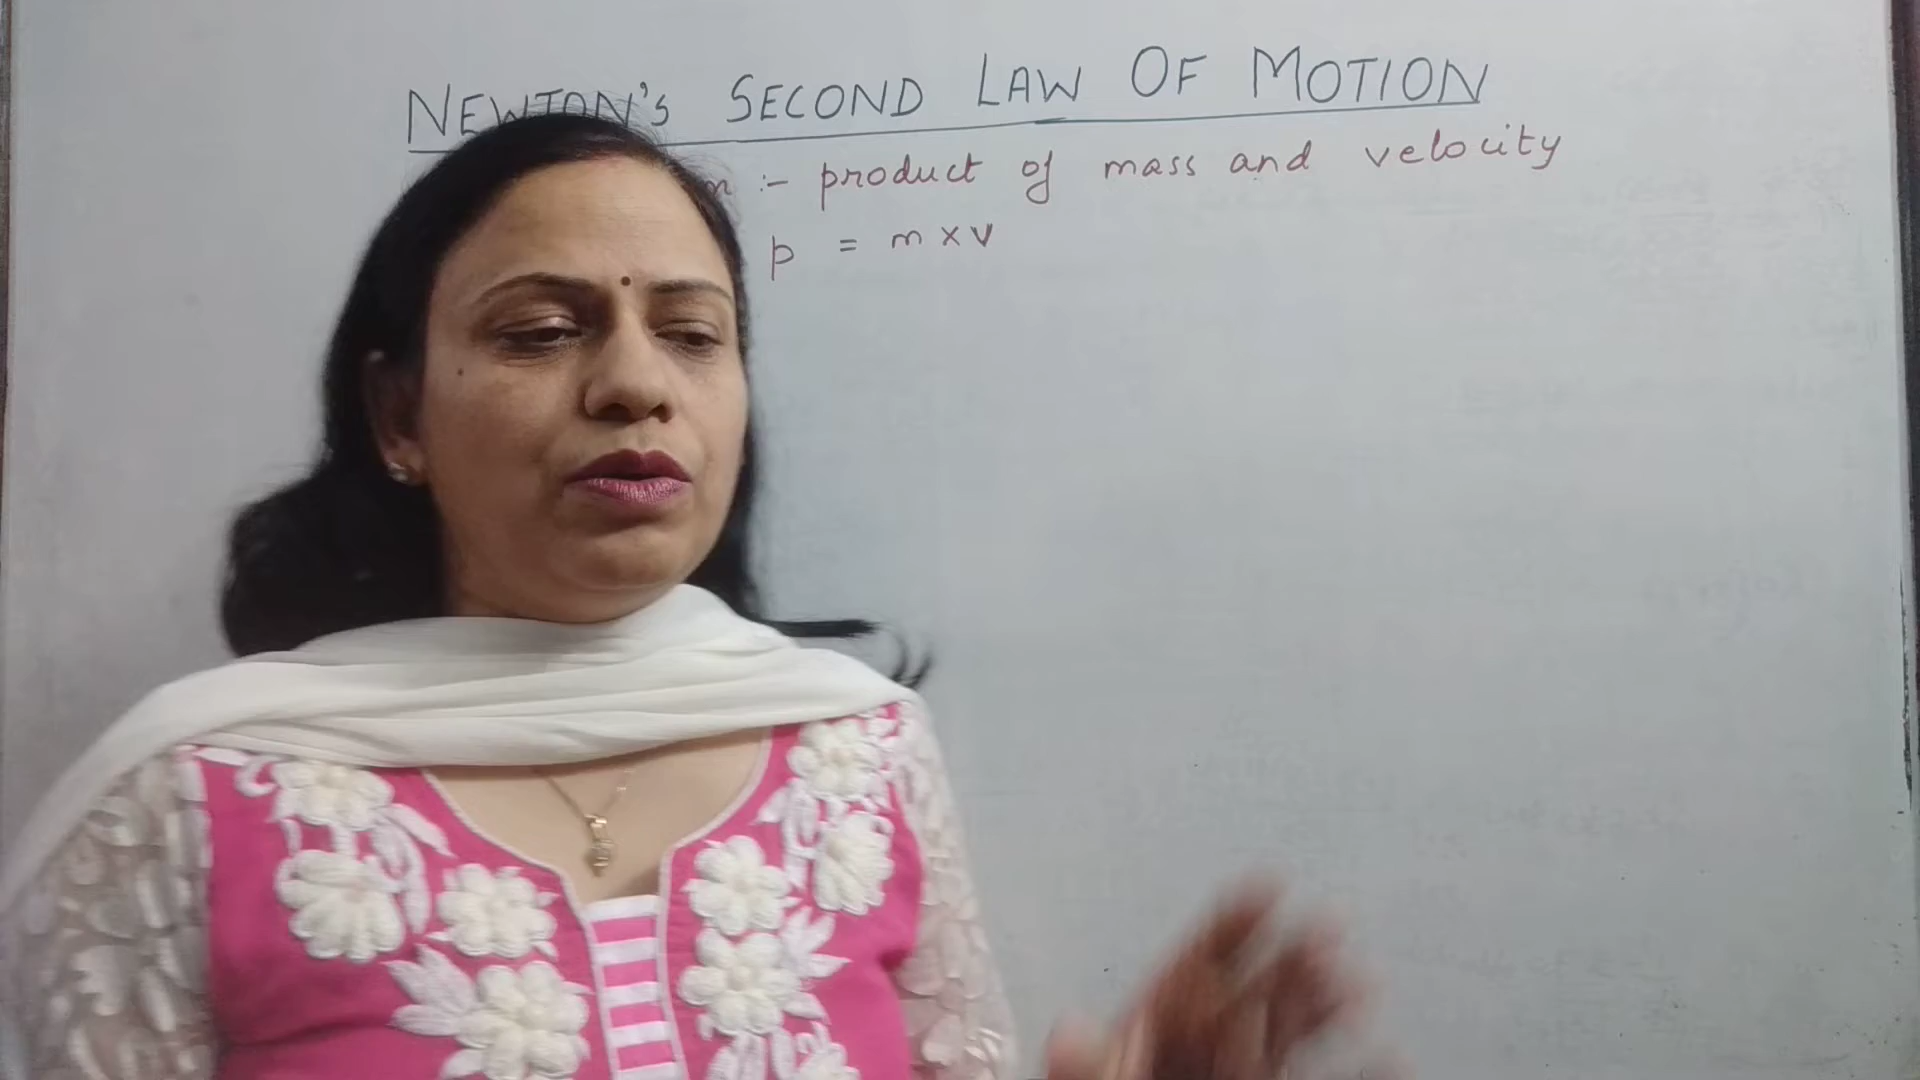 NEWTON'S SECOND LAW OF MOTION
:- product of mass and velocity
p = m x v